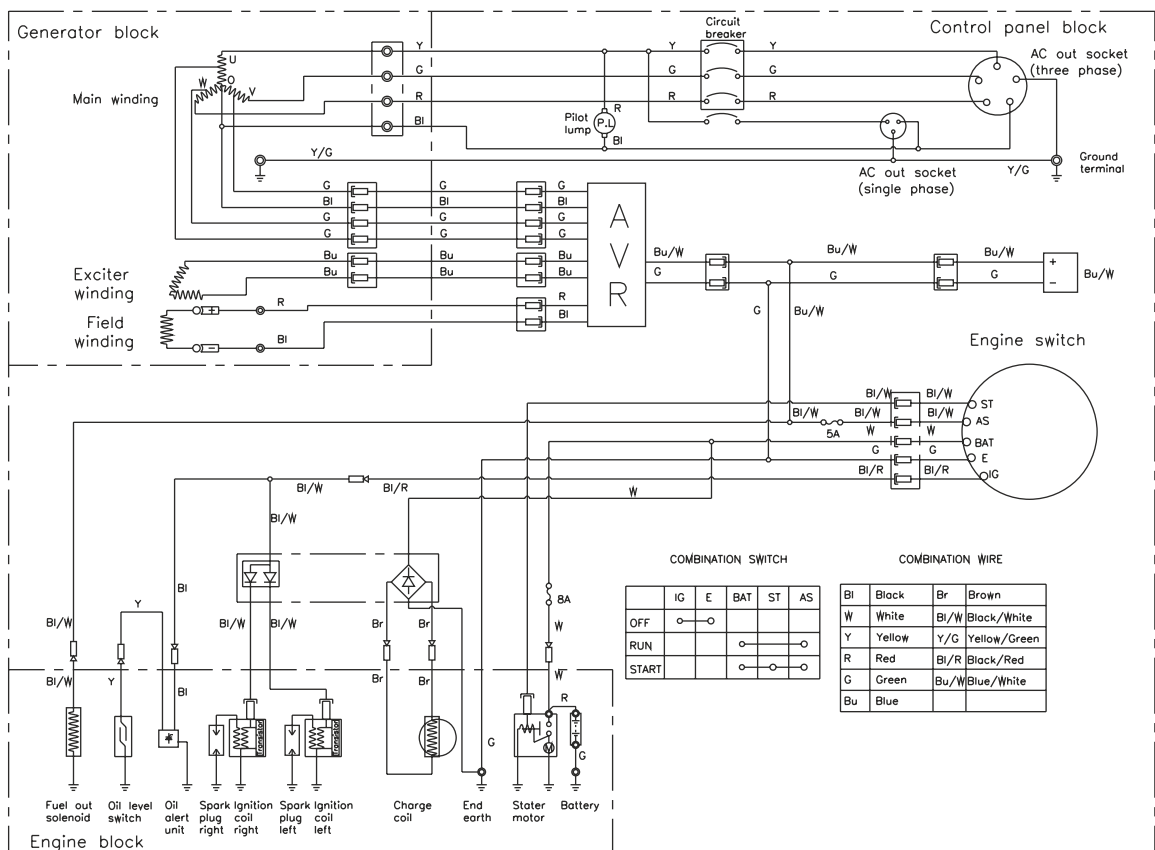 Generator block
Control panel block
Circuit
breaker
AC out socket
(three phase)
Main winding
U
W
O
V
Y
Y
Y
G
G
G
R
R
R
Bl
R
Pilot
lump
P.L
Bl
Y/G
Y/G
Ground
terminal
AC out socket
(single phase)
G
G
G
Bl
Bl
Bl
G
G
G
G
G
G
Bu
Bu
Bu
Bu
Bu
Bu
A
V
R
Exciter
winding
Field
winding
+
R
R
-
Bl
Bl
Bu/W
Bu/W
Bu/W
G
G
G
+
-
Bu/W
G
Bu/W
Engine switch
Bl/W
Bl/W
ST
Bl/W
Bl/W
Bl/W
AS
5A
W
W
BAT
G
G
E
Bl/R
Bl/R
IG
Bl/W
Bl/R
W
Bl/W
Bl
Y
Bl/W
Bl/W
Bl/W
Br
Br
8A
W
Bl/W
Y
Bl
Br
Br
W
R
G
G
M
Transistor
Transistor
COMBINATION SWITCH
IG E BAT ST AS
OFF
RUN
START
COMBINATION WIRE
Bl Black Br Brown
W White Bl/W Black/White
Y Yellow Y/G Yellow/Green
R Red Bl/R Black/Red
G Green Bu/W Blue/White
Bu Blue
Fuel out
solenoid
Oil level
switch
Oil
alert
unit
Spark
plug
right
Ignition
coil
right
Spark
plug
left
Ignition
coil
left
Charge
coil
End
earth
Stater
motor
Battery
Engine block